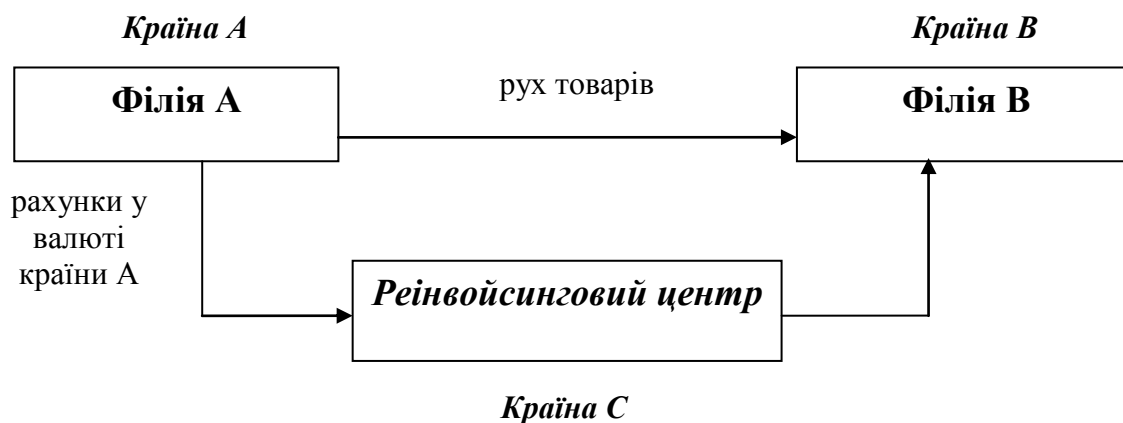 Країна А
Країна В
Філія А
рух товарів
Філія В
рахунки у
валюті
країни А
Реінвойсинговий центр
Країна С